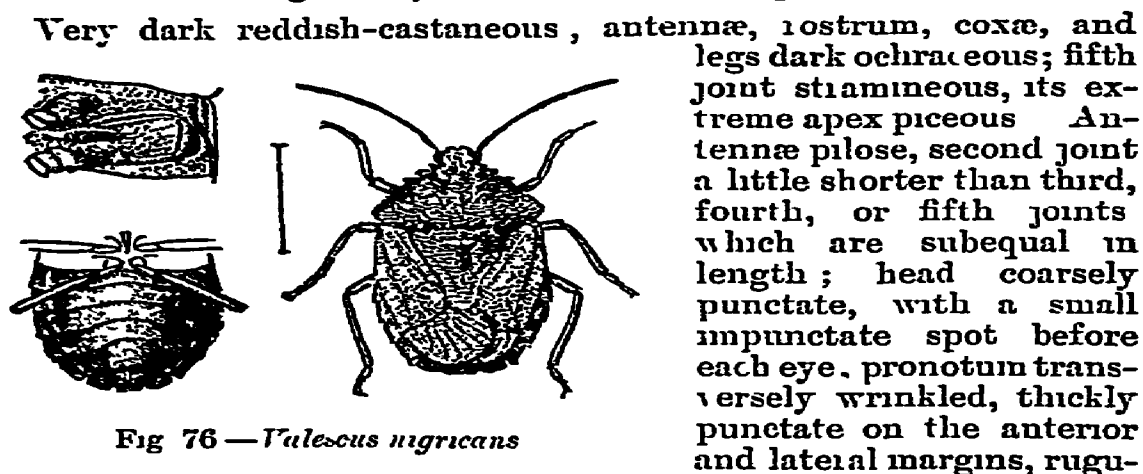 Very dark reddish-castaneous, antennæ, rostrum, coxæ, and
legs dark ochraceous; fifth
joint stramineous, its ex-
treme apex piceous An-
tennæ pilose, second joint
a little shorter than third,
fourth, or fifth joints
which are subequal in
length; head coarsely
punctate, with a small
impunctate spot before
each eye. pronotum trans-
versely wrinkled, thickly
punctate on the anterior
and lateral margins, rugu-
Fig 76—Valescus nigricans